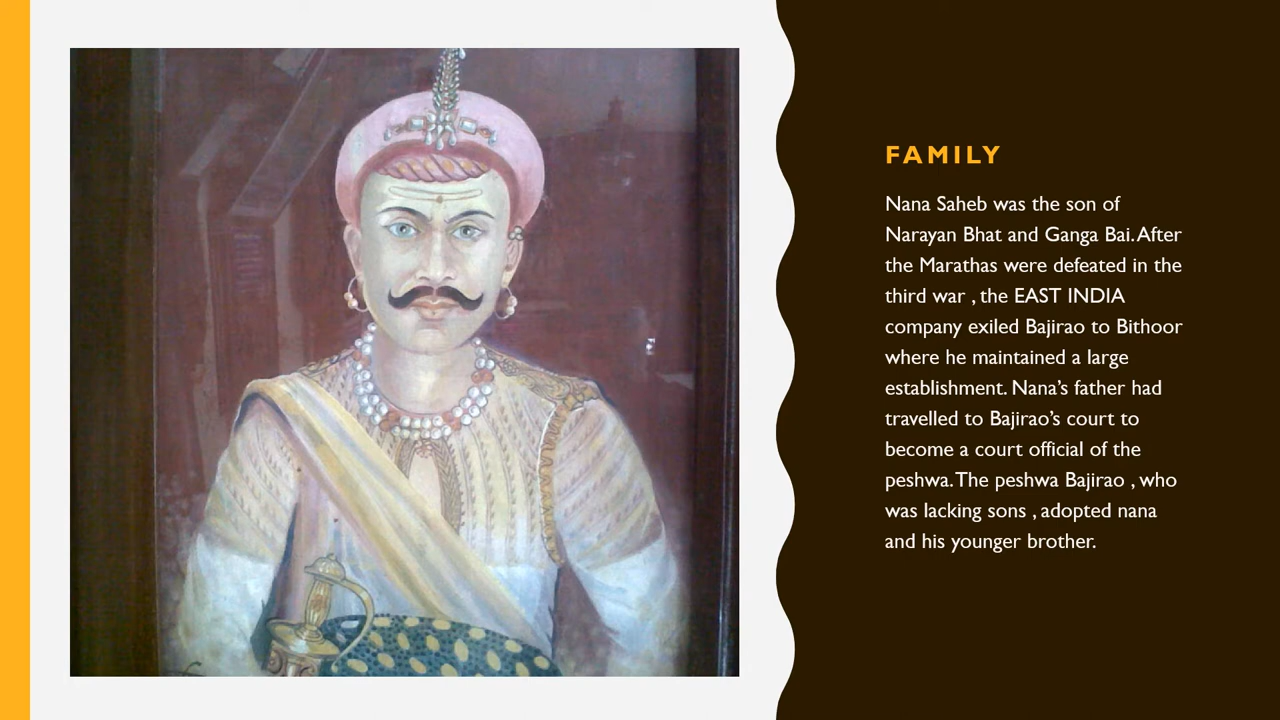 FAMILY
Nana Saheb was the son of
Narayan Bhat and Ganga Bai. After
the Marathas were defeated in the
third war , the EAST INDIA
company exiled Bajirao to Bithoor
where he maintained a large
establishment. Nana’s father had
travelled to Bajirao’s court to
become a court official of the
peshwa. The peshwa Bajirao , who
was lacking sons , adopted nana
and his younger brother.